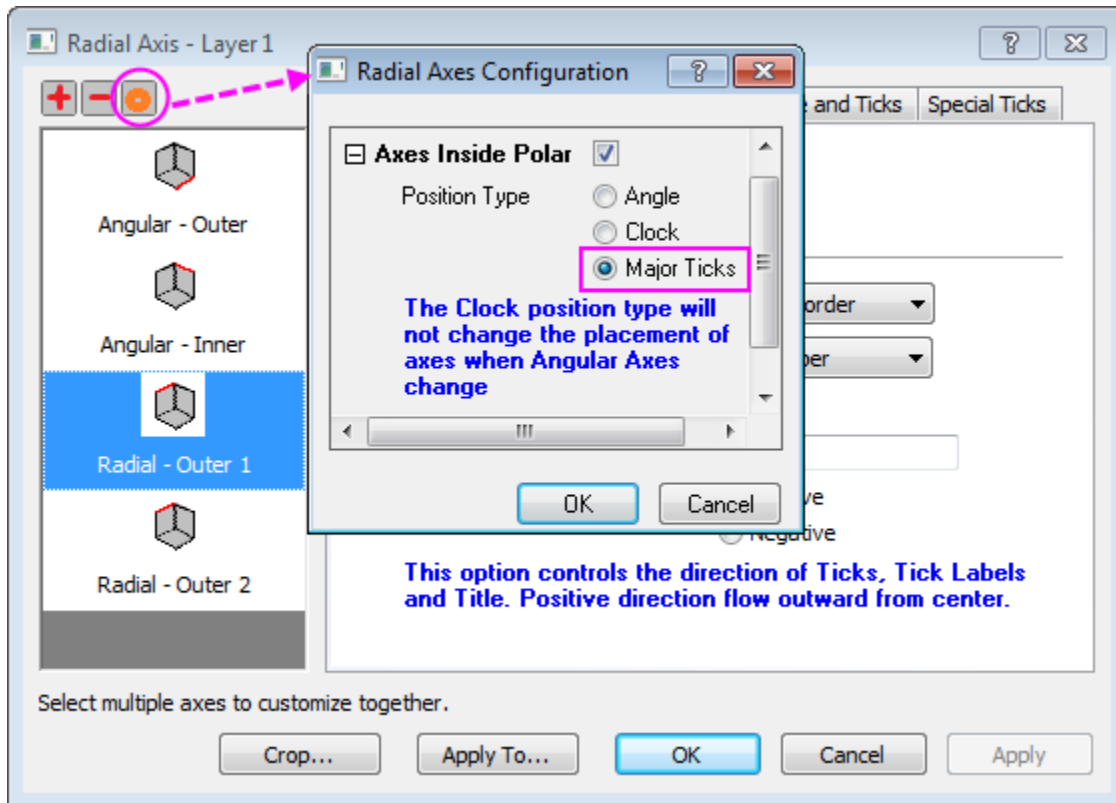 Radial Axis - Layer 1
Radial Axes Configuration
and Ticks
Special Ticks
Axes Inside Polar
Position Type
Angle
Clock
Major Ticks
The Clock position type will
not change the placement of
axes when Angular Axes
change
OK
Cancel
Angular - Outer
Angular - Inner
Radial - Outer 1
Radial - Outer 2
Negative
This option controls the direction of Ticks, Tick Labels
and Title. Positive direction flow outward from center.
Select multiple axes to customize together.
Crop...
Apply To...
OK
Cancel
Apply